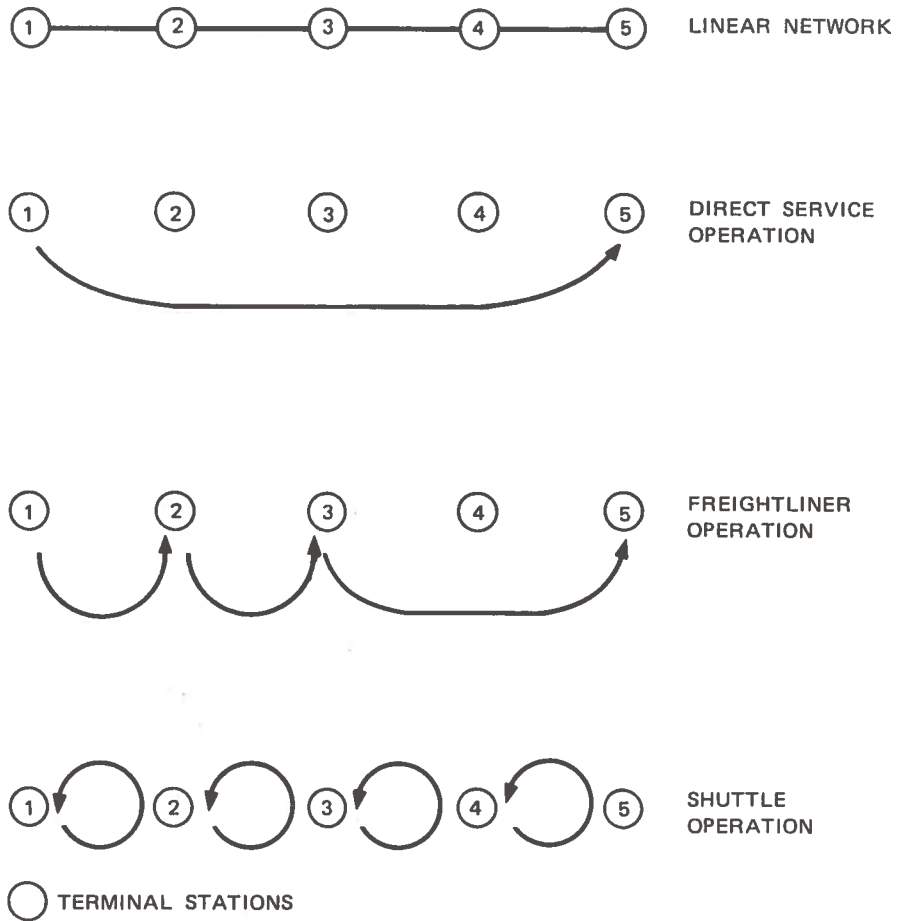 1 2 3 4 5 LINEAR NETWORK
1 2 3 4 5 DIRECT SERVICE
OPERATION
1 2 3 4 5 FREIGHTLINER
OPERATION
1 2 3 4 5 SHUTTLE
OPERATION
TERMINAL STATIONS